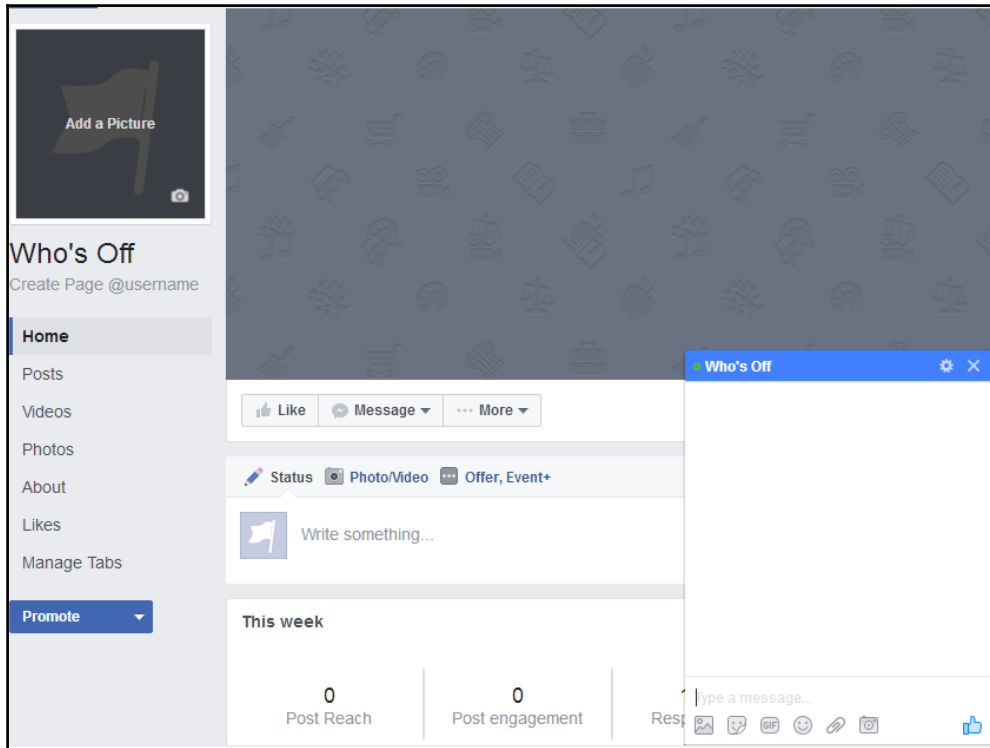 Add a Picture
Who's Off
Create Page @username
Home
Posts
Videos
Photos
About
Likes
Manage Tabs
Promote
Like
Message
More
Status
Photo/Video
Offer, Event+
Write something...
This week
0
Post Reach
0
Post engagement
Who's Off
Type a message...
GIF